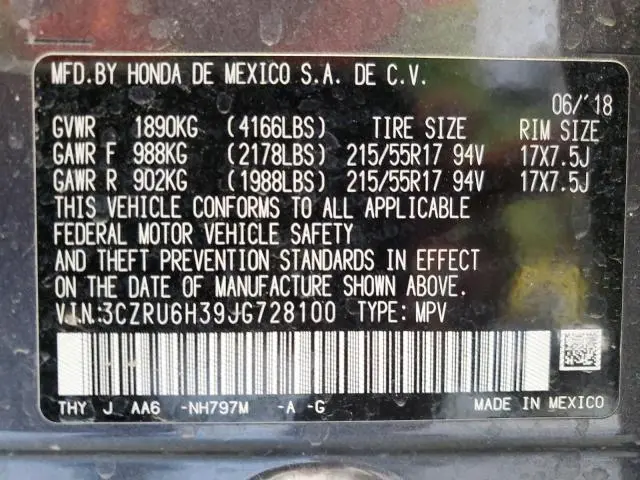 MFD. BY HONDA DE MEXICO S.A. DE C.V.
06/'18
GVWR 1890KG (4166LBS) TIRE SIZE RIM SIZE
GAWR F 988KG (2178LBS) 215/55R17 94V 17X7.5J
GAWR R 902KG (1988LBS) 215/55R17 94V 17X7.5J
THIS VEHICLE CONFORMS TO ALL APPLICABLE
FEDERAL MOTOR VEHICLE SAFETY
AND THEFT PREVENTION STANDARDS IN EFFECT
ON THE DATE OF MANUFACTURE SHOWN ABOVE.
VIN:3CZRU6H39JG728100 TYPE: MPV
THY J AA6 -NH797M -A -G MADE IN MEXICO